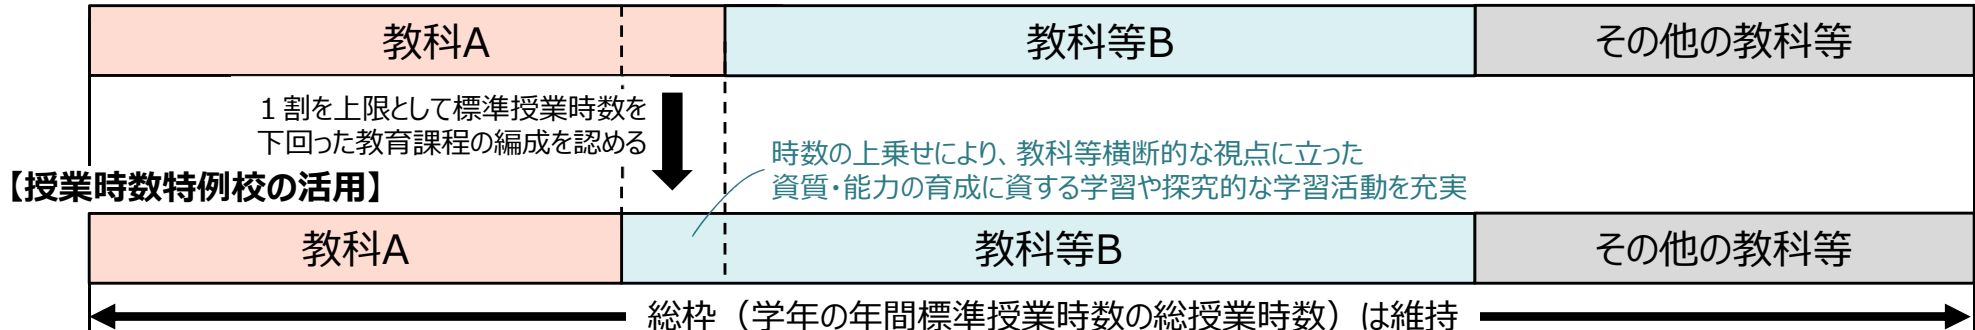 教科A
教科等B
その他の教科等
１割を上限として標準授業時数を
下回った教育課程の編成を認める
時数の上乗せにより、教科等横断的な視点に立った
資質・能力の育成に資する学習や探究的な学習活動を充実
【授業時数特例校の活用】
教科A
教科等B
その他の教科等
総枠（学年の年間標準授業時数の総授業時数）は維持